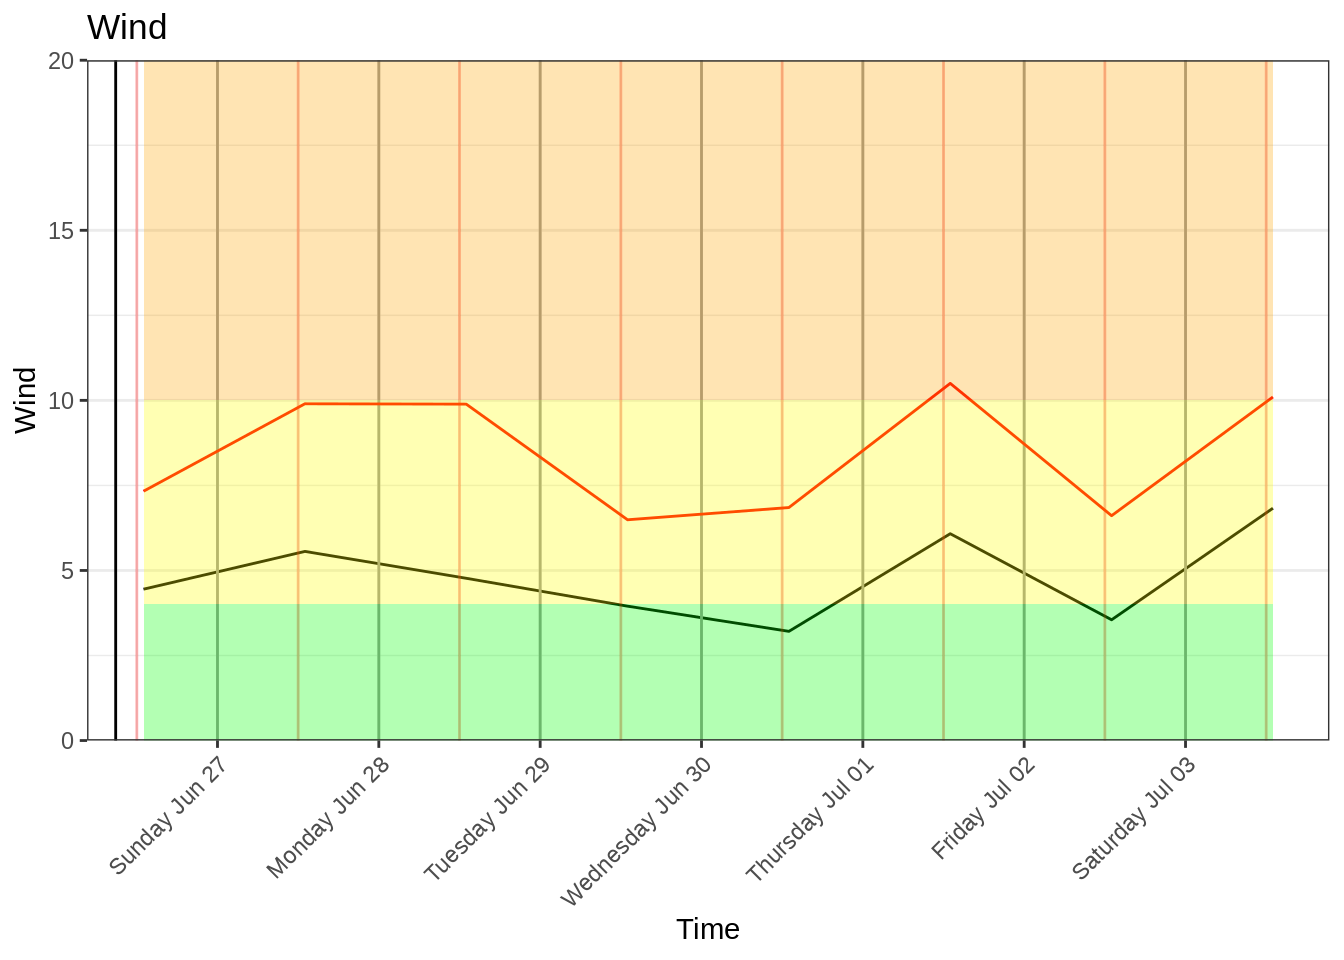 Wind
20
15
10
5
0
Wind
Sunday Jun 27
Monday Jun 28
Tuesday Jun 29
Wednesday Jun 30
Thursday Jul 01
Friday Jul 02
Saturday Jul 03
Time